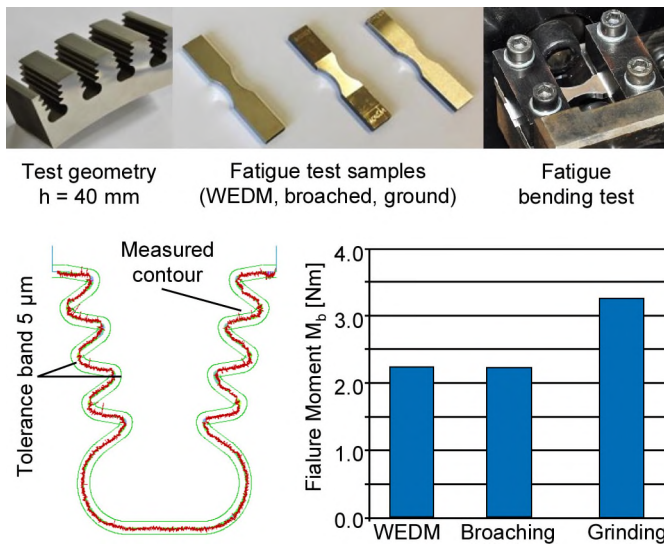 Test geometry
h = 40 mm
Fatigue test samples
(WEDM, broached, ground)
Fatigue
bending test
Measured
contour
Tolerance band 5 µm
Fialure Moment M_b [Nm]
4.0
3.0
2.0
1.0
0.0
WEDM
Broaching
Grinding